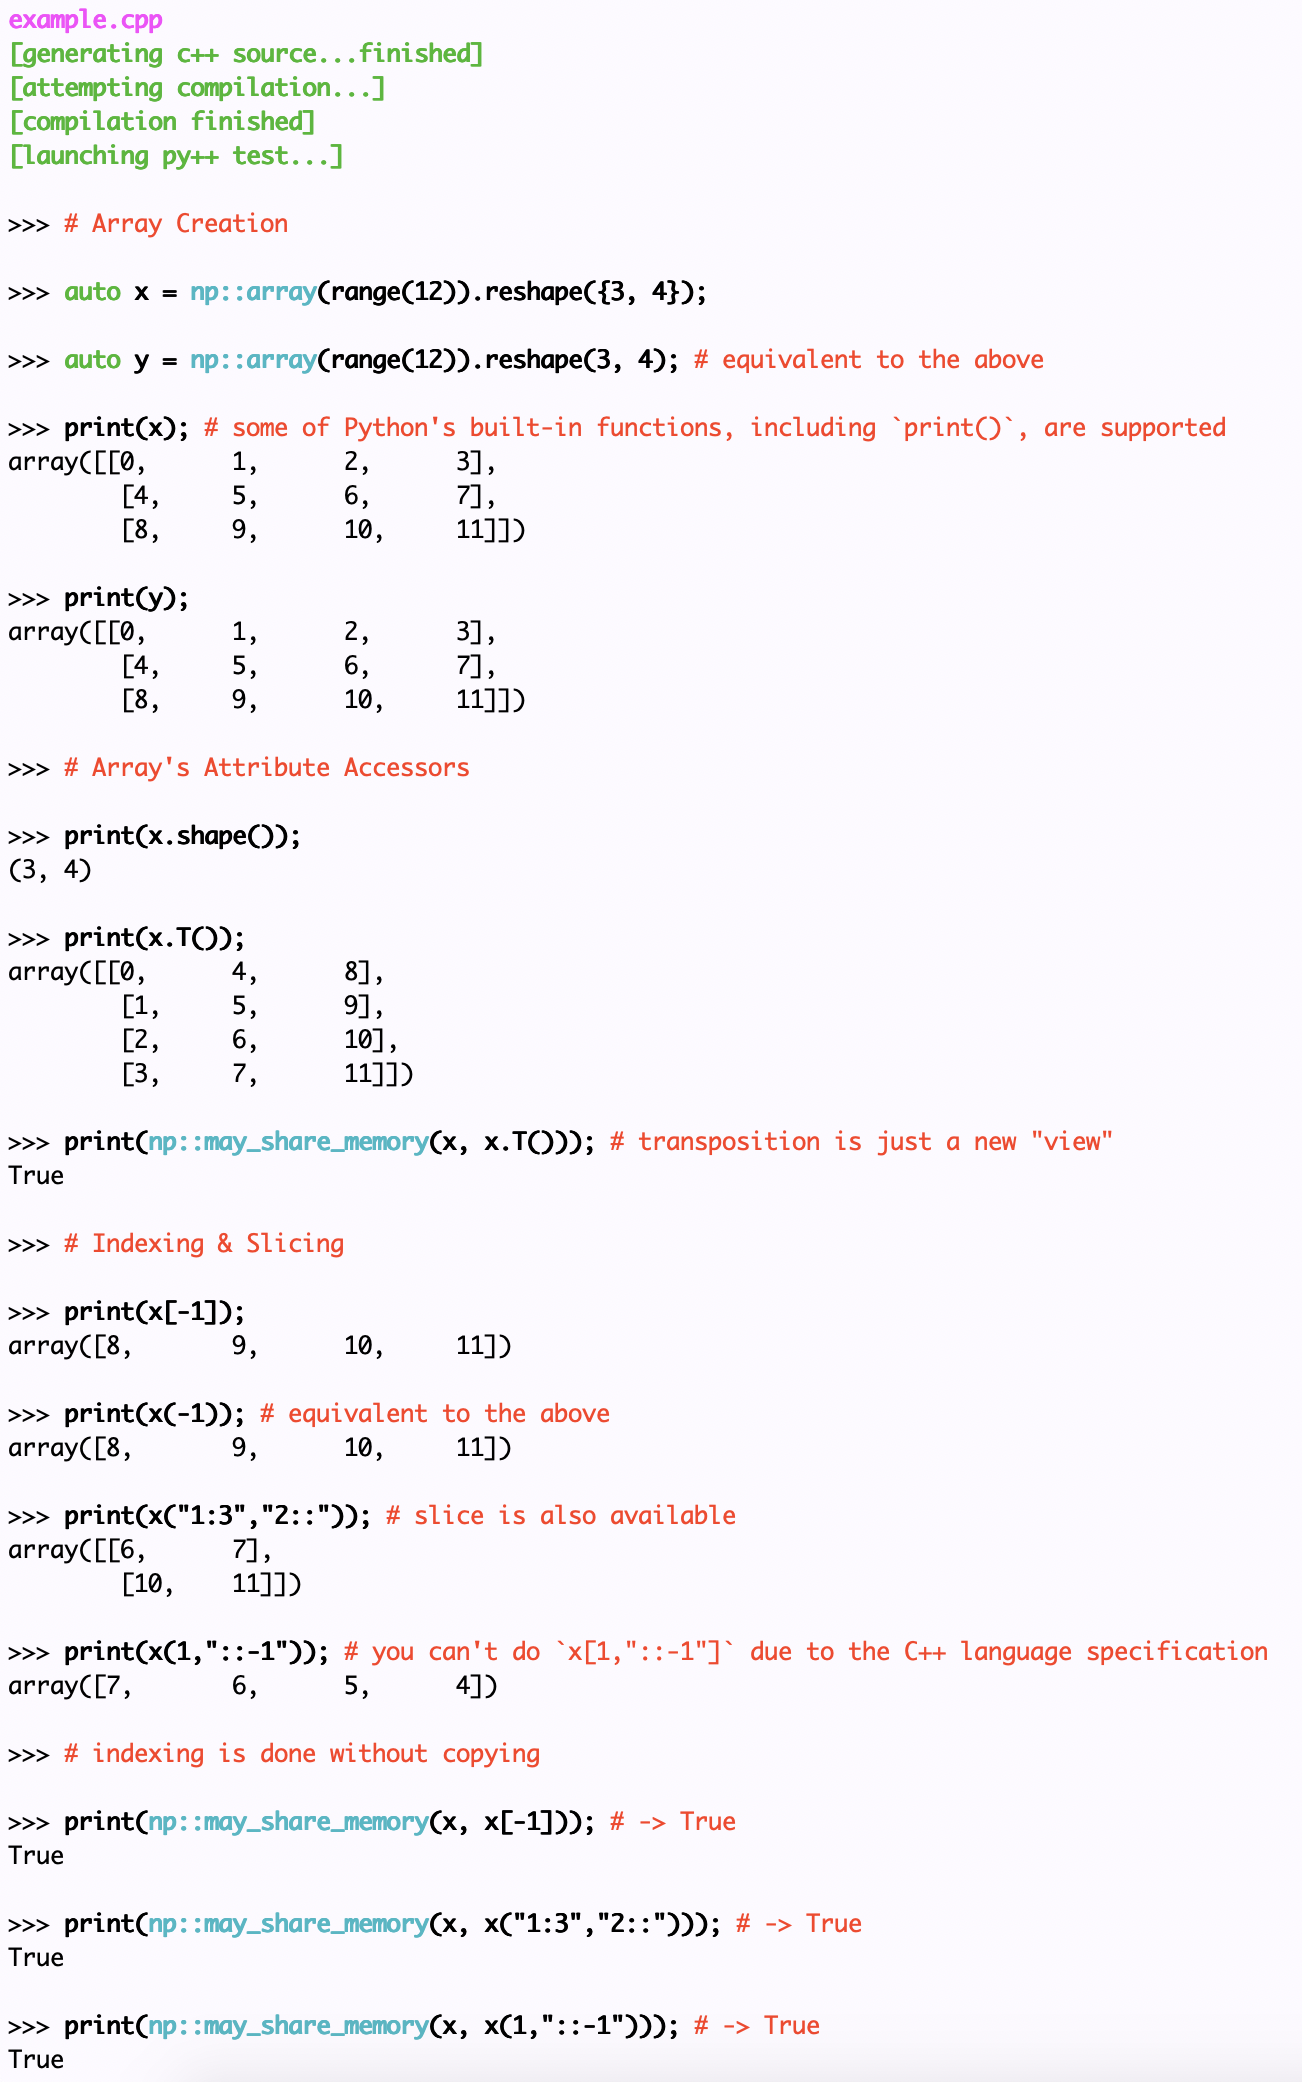 example.cpp
[generating c++ source...finished]
[attempting compilation...]
[compilation finished]
[launching py++ test...]
>>> # Array Creation
>>> auto x = np::array(range(12)).reshape({3, 4});
>>> auto y = np::array(range(12)).reshape(3, 4); # equivalent to the above
>>> print(x); # some of Python's built-in functions, including `print()`, are supported
array([[0,      1,      2,      3],
        [4,     5,      6,      7],
        [8,     9,      10,     11]])
>>> print(y);
array([[0,      1,      2,      3],
        [4,     5,      6,      7],
        [8,     9,      10,     11]])
>>> # Array's Attribute Accessors
>>> print(x.shape());
(3, 4)
>>> print(x.T());
array([[0,      4,      8],
        [1,     5,      9],
        [2,     6,      10],
        [3,     7,      11]])
>>> print(np::may_share_memory(x, x.T())); # transposition is just a new "view"
True
>>> # Indexing & Slicing
>>> print(x[-1]);
array([8,       9,      10,     11])
>>> print(x(-1)); # equivalent to the above
array([8,       9,      10,     11])
>>> print(x("1:3","2::")); # slice is also available
array([[6,      7],
        [10,    11]])
>>> print(x(1,"::-1")); # you can't do `x[1,"::-1"]` due to the C++ language specification
array([7,       6,      5,      4])
>>> # indexing is done without copying
>>> print(np::may_share_memory(x, x[-1])); # -> True
True
>>> print(np::may_share_memory(x, x("1:3","2::"))); # -> True
True
>>> print(np::may_share_memory(x, x(1,"::-1"))); # -> True
True